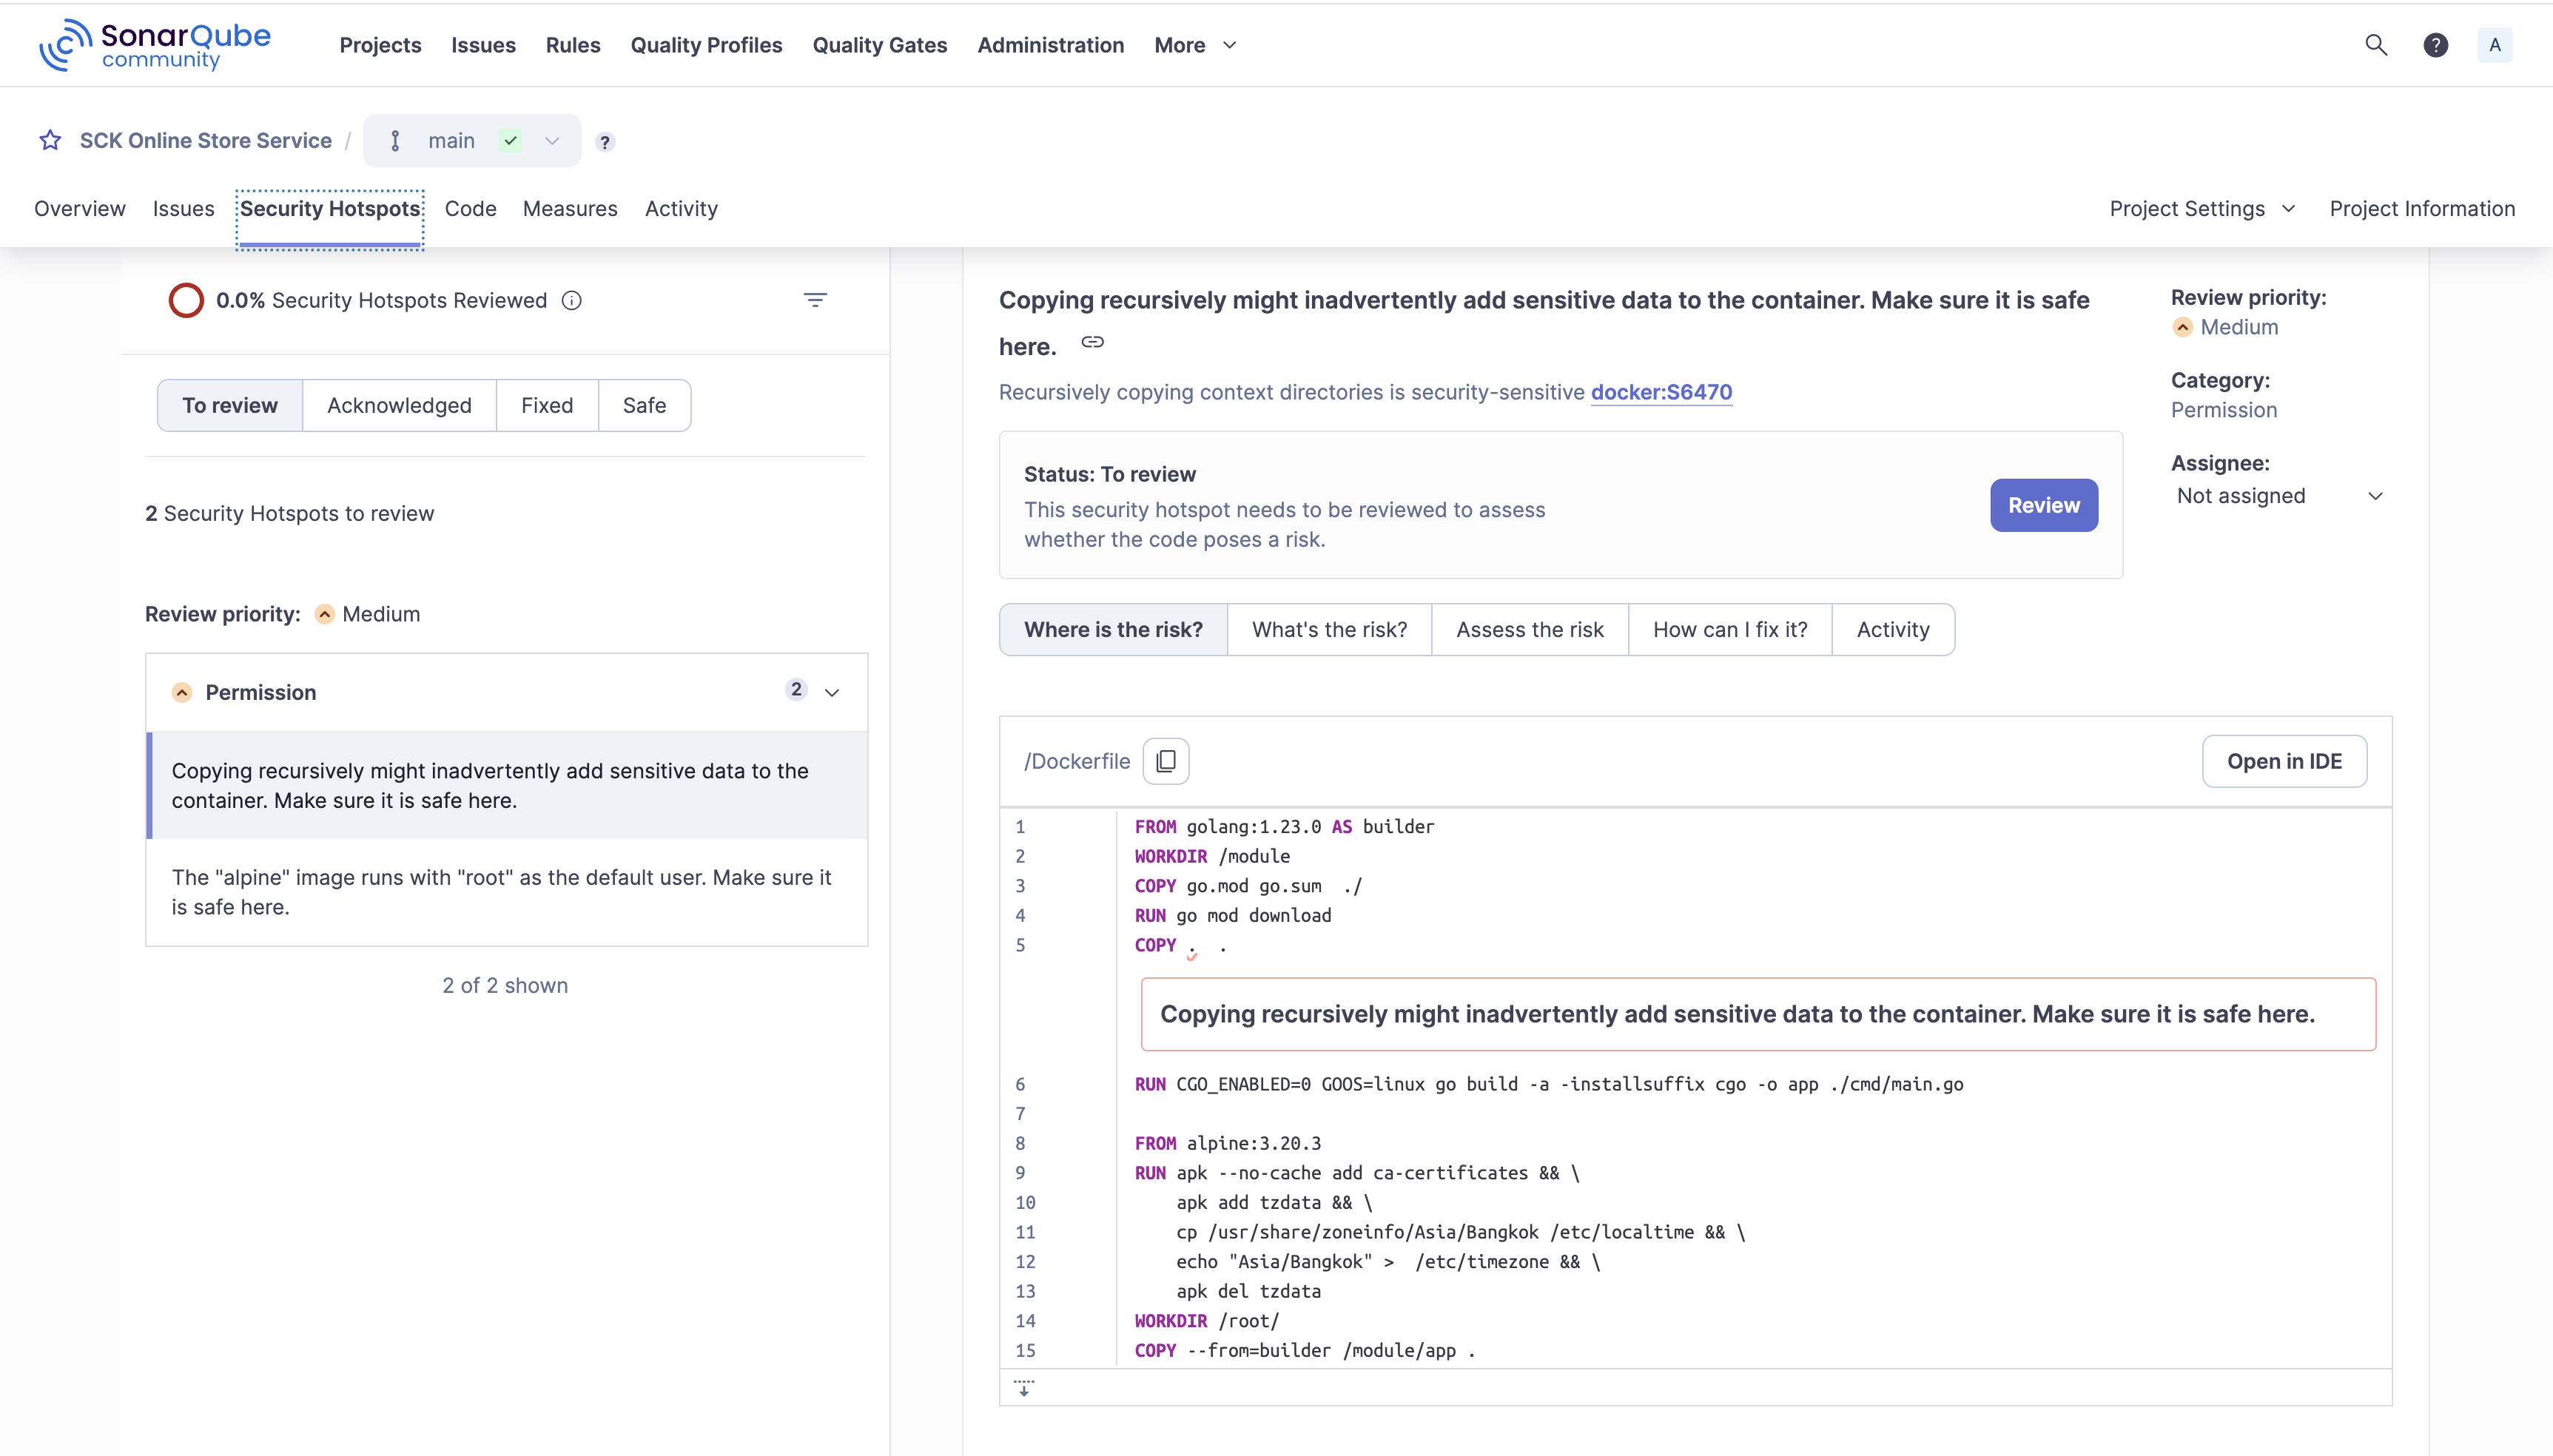 SonarQube community
Projects Issues Rules Quality Profiles Quality Gates Administration More
? A
SCK Online Store Service / main ?
Overview Issues Security Hotspots Code Measures Activity Project Settings Project Information
0.0% Security Hotspots Reviewed
To review Acknowledged Fixed Safe
2 Security Hotspots to review
Review priority: Medium
Permission 2
Copying recursively might inadvertently add sensitive data to the
container. Make sure it is safe here.
The "alpine" image runs with "root" as the default user. Make sure it
is safe here.
2 of 2 shown
Copying recursively might inadvertently add sensitive data to the container. Make sure it is safe
here.
Recursively copying context directories is security-sensitive docker:S6470
Status: To review
This security hotspot needs to be reviewed to assess
whether the code poses a risk.
Review
Review priority:
Medium
Category:
Permission
Assignee:
Not assigned
Where is the risk? What's the risk? Assess the risk How can I fix it? Activity
/Dockerfile Open in IDE
1 FROM golang:1.23.0 AS builder
2 WORKDIR /module
3 COPY go.mod go.sum  ./
4 RUN go mod download
5 COPY .  .
Copying recursively might inadvertently add sensitive data to the container. Make sure it is safe here.
6 RUN CGO_ENABLED=0 GOOS=linux go build -a -installsuffix cgo -o app ./cmd/main.go
7
8 FROM alpine:3.20.3
9 RUN apk --no-cache add ca-certificates && \
10 apk add tzdata && \
11 cp /usr/share/zoneinfo/Asia/Bangkok /etc/localtime && \
12 echo "Asia/Bangkok" >  /etc/timezone && \
13 apk del tzdata
14 WORKDIR /root/
15 COPY --from=builder /module/app .